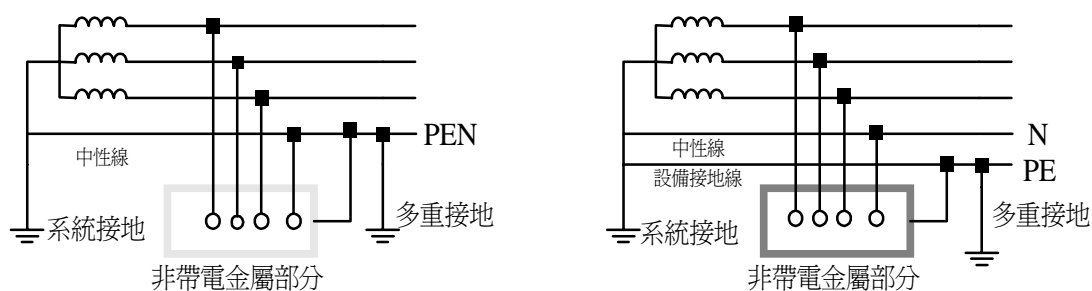 PEN
中性線
系統接地
多重接地
非帶電金屬部分
N
中性線
PE
設備接地線
系統接地
多重接地
非帶電金屬部分